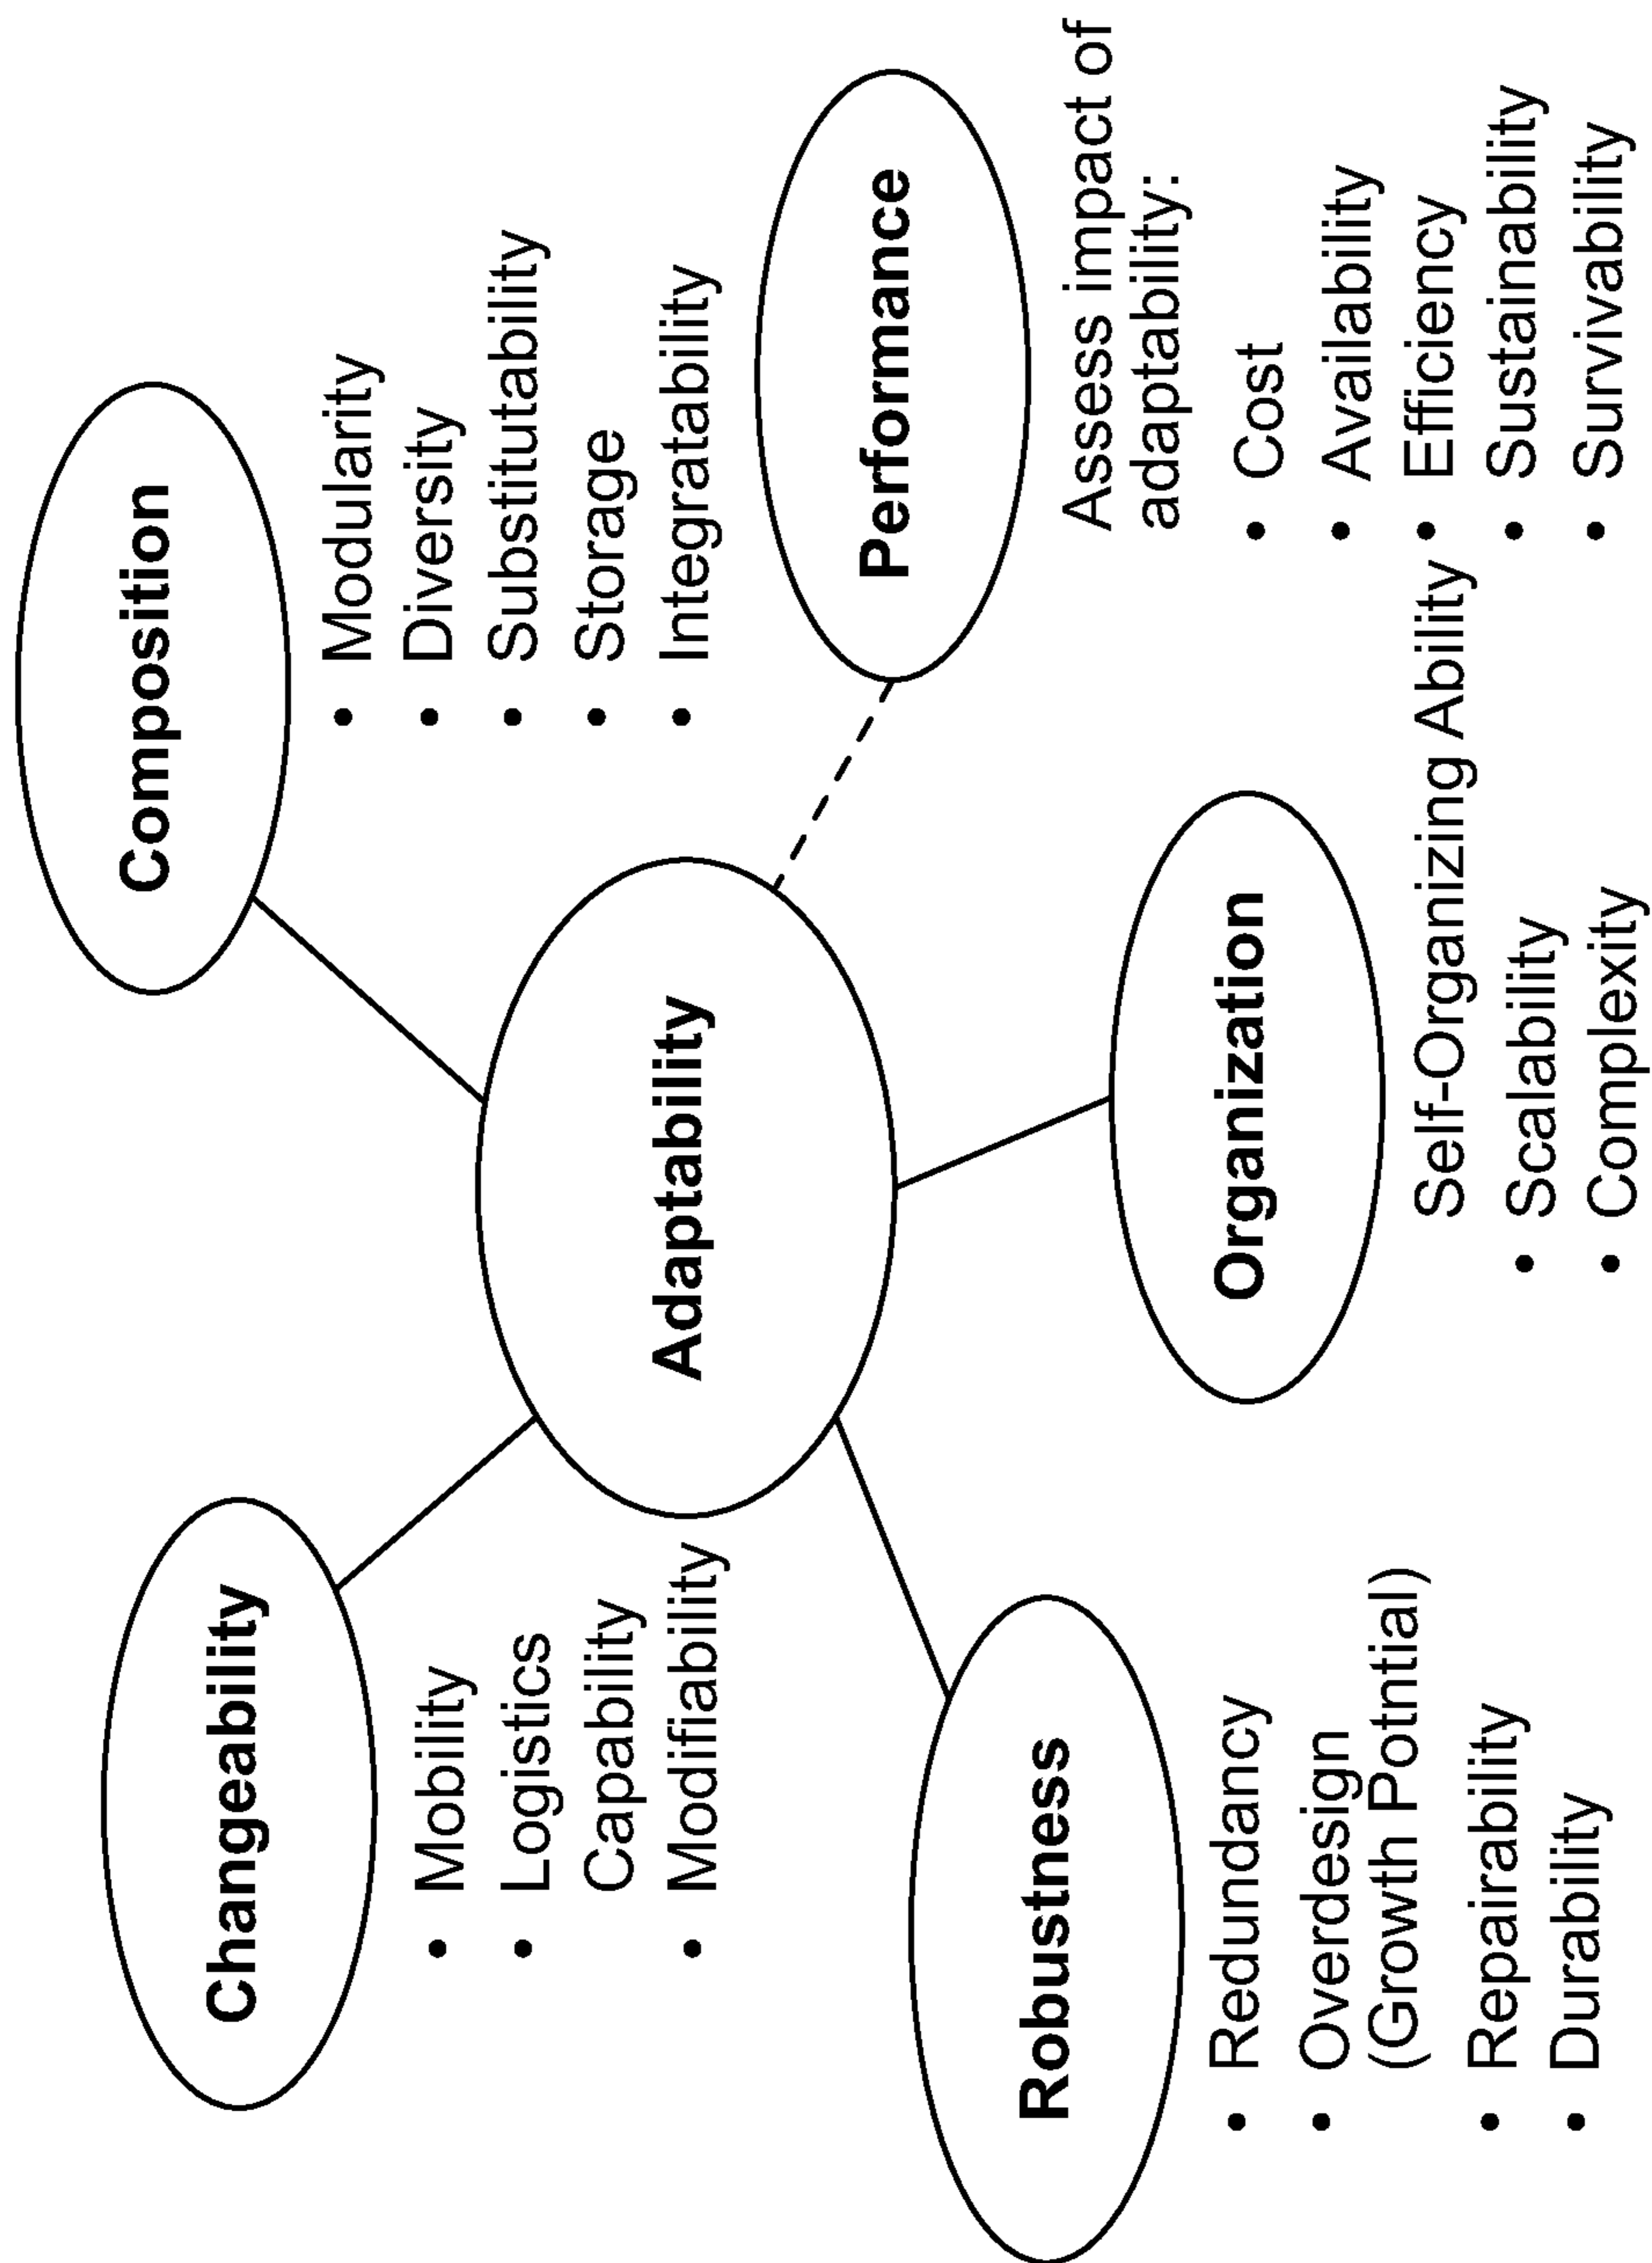 Changeability
• Mobility
• Logistics
Capability
• Modifiability
Composition
• Modularity
• Diversity
• Substitutability
• Storage
• Integratability
Adaptability
Robustness
• Redundancy
• Overdesign
(Growth Potntial)
• Repairability
• Durability
Organization
Self-Organizing Ability
• Scalability
• Complexity
Performance
Assess impact of
adaptability:
• Cost
• Availability
• Efficiency
• Sustainability
• Survivability